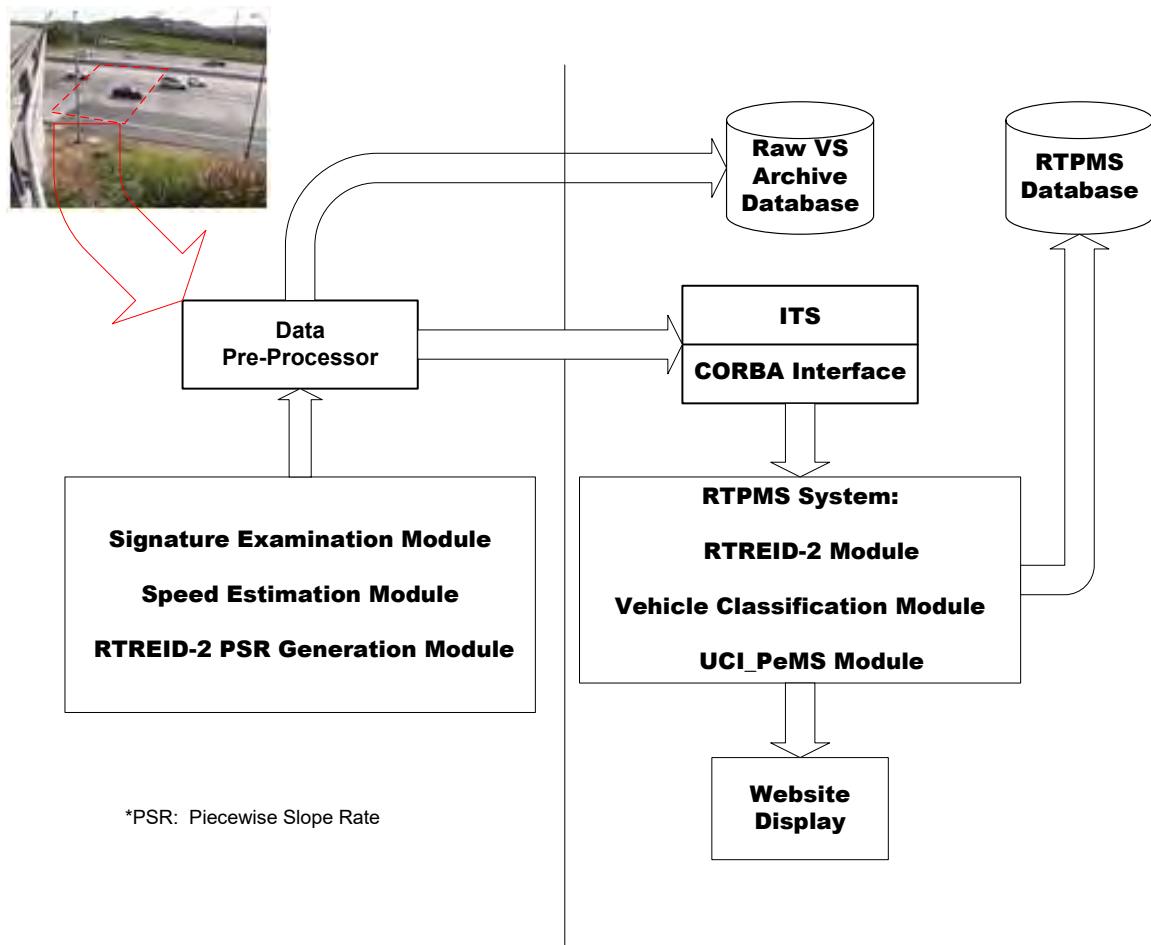 Raw VS
Archive
Database
RTPMS
Database
Data
Pre-Processor
ITS
CORBA Interface
Signature Examination Module
Speed Estimation Module
RTREID-2 PSR Generation Module
RTPMS System:
RTREID-2 Module
Vehicle Classification Module
UCI_PeMS Module
Website
Display
*PSR: Piecewise Slope Rate